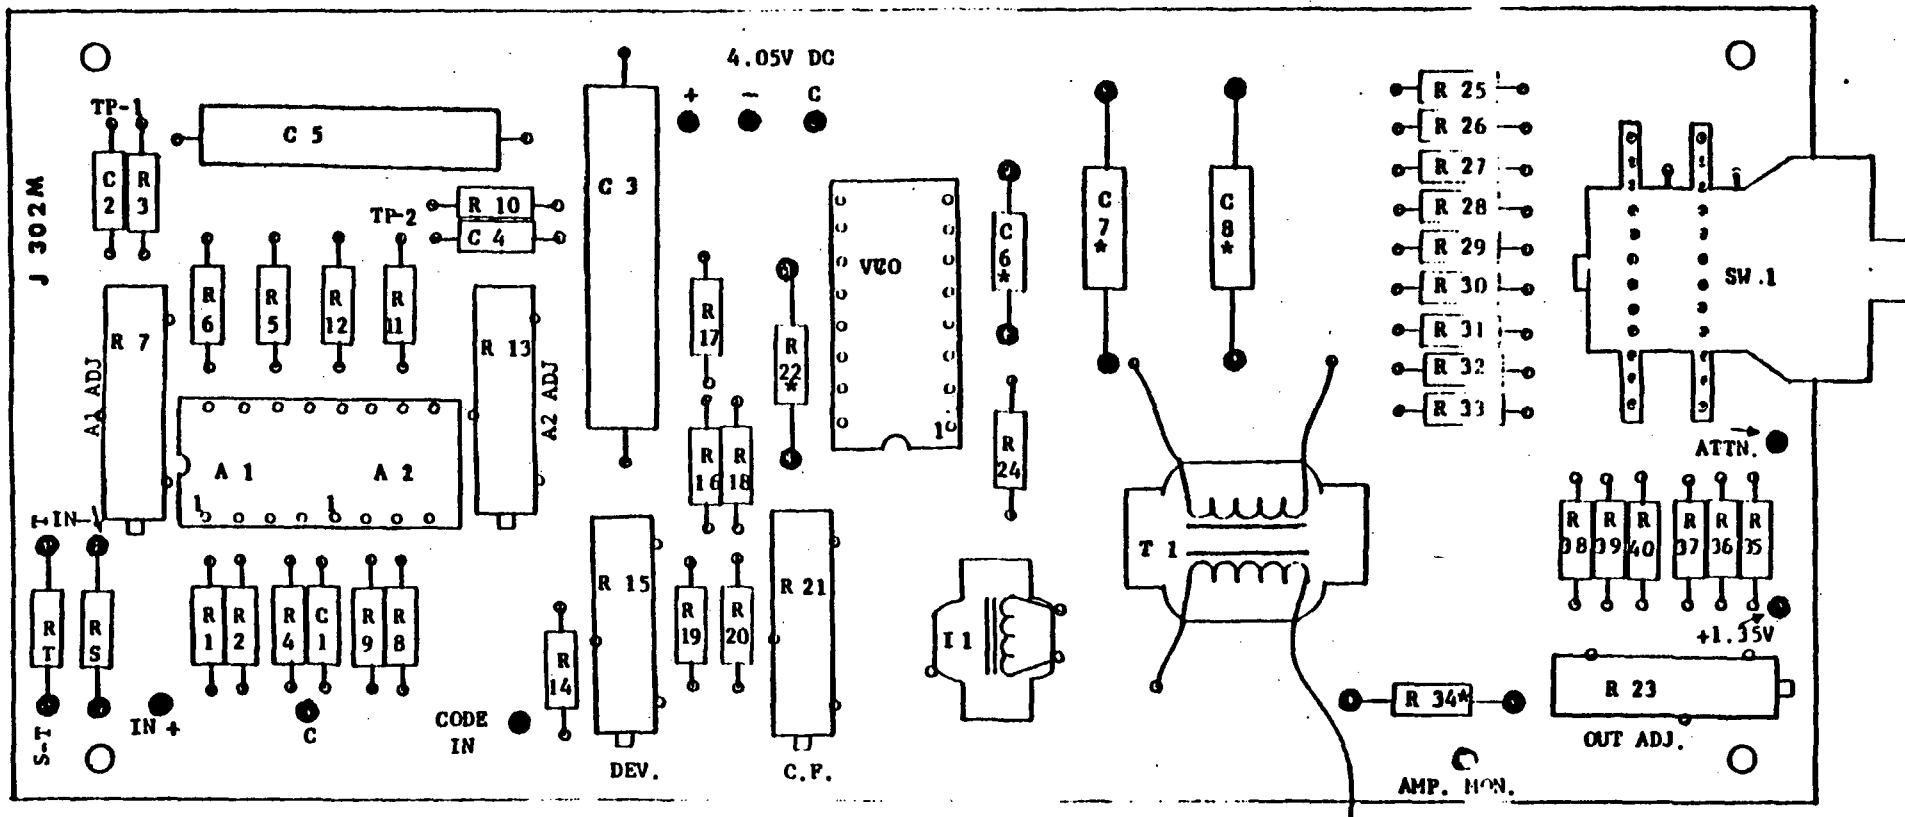 4.05V DC
+ - C
TP-1
C 5
C 2
R 3
J 302M
C 3
R 10
C 4
TP-2
R 6
R 5
R 12
R 11
R 7
A1 ADJ
R 13
A2 ADJ
A 1
A 2
1
1
R 17
R 22*
R 16
R 18
VCO
1
C 6*
C 7*
C 8*
R 24
R 25
R 26
R 27
R 28
R 29
R 30
R 31
R 32
R 33
SW.1
ATTN.
T
IN-
R T
R S
S-T
IN +
R 1
R 2
R 4
C 1
R 9
R 8
C
CODE
IN
R 14
R 15
DEV.
R 19
R 20
R 21
C.F.
I 1
T 1
R 38
R 39
R 40
R 37
R 36
R 35
+1.35V
R 34*
R 23
OUT ADJ.
AMP. MON.